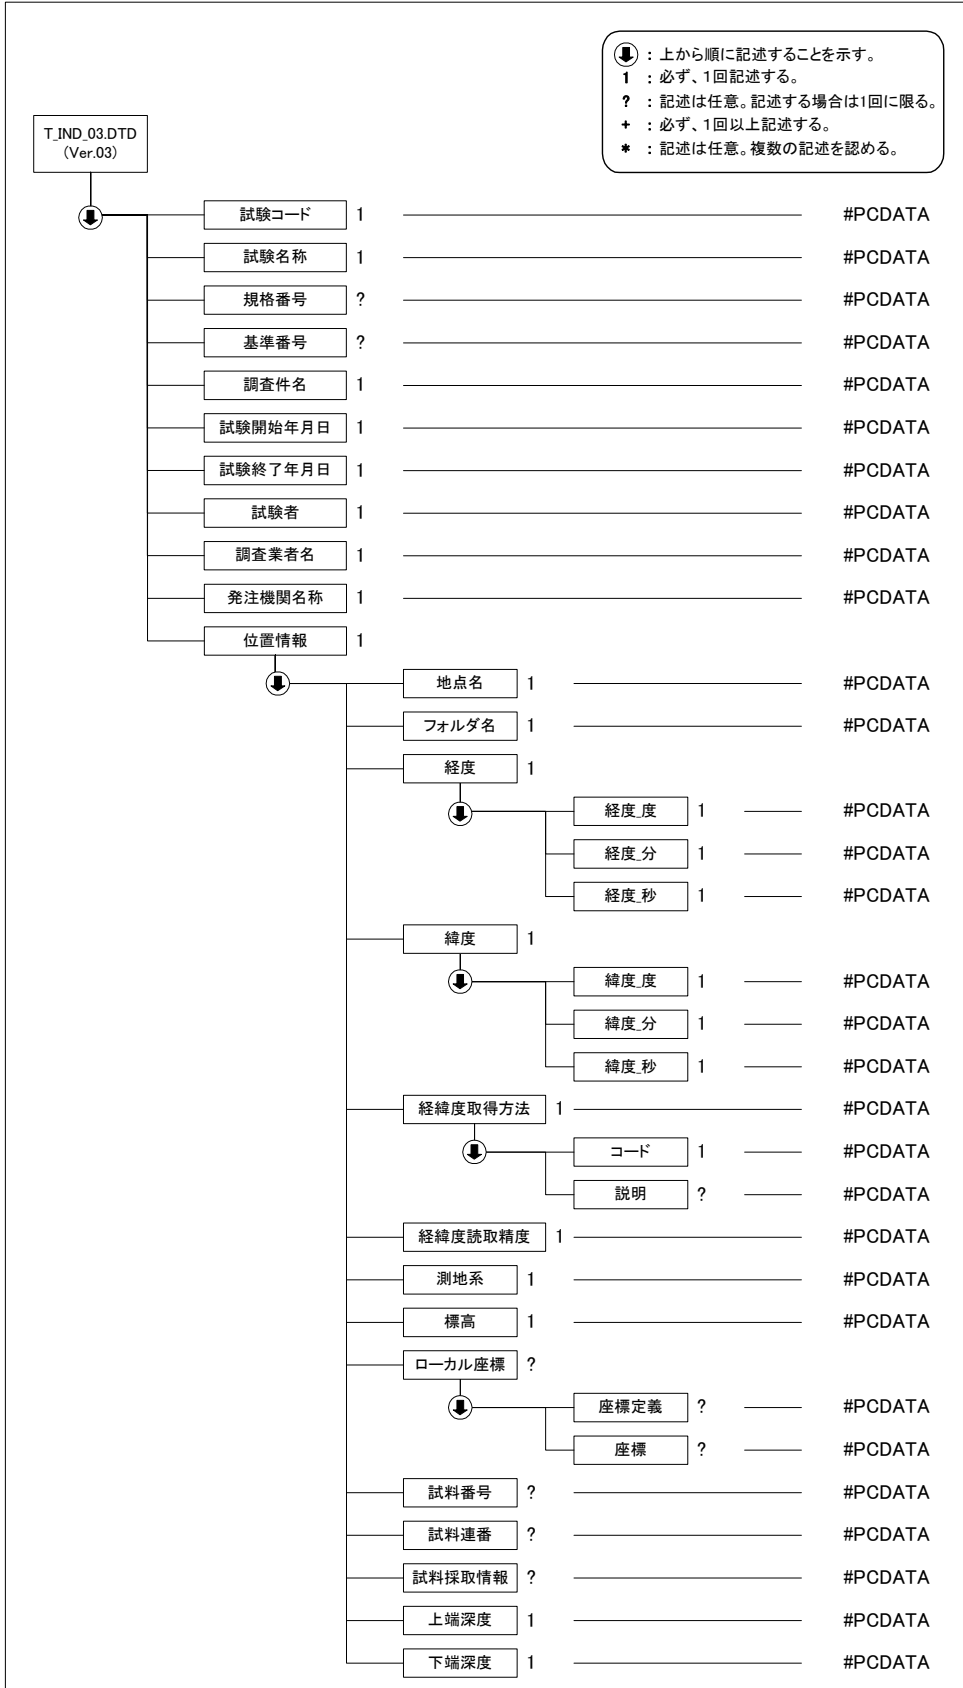 : 上から順に記述することを示す。
1 : 必ず、1回記述する。
? : 記述は任意。記述する場合は1回に限る。
+ : 必ず、1回以上記述する。
* : 記述は任意。複数の記述を認める。
T_IND_03.DTD
(Ver.03)
試験コード 1 #PCDATA
試験名称 1 #PCDATA
規格番号 ? #PCDATA
基準番号 ? #PCDATA
調査件名 1 #PCDATA
試験開始年月日 1 #PCDATA
試験終了年月日 1 #PCDATA
試験者 1 #PCDATA
調査業者名 1 #PCDATA
発注機関名称 1 #PCDATA
位置情報 1
地点名 1 #PCDATA
フォルダ名 1 #PCDATA
経度 1
経度_度 1 #PCDATA
経度_分 1 #PCDATA
経度_秒 1 #PCDATA
緯度 1
緯度_度 1 #PCDATA
緯度_分 1 #PCDATA
緯度_秒 1 #PCDATA
経緯度取得方法 1 #PCDATA
コード 1 #PCDATA
説明 ? #PCDATA
経緯度読取精度 1 #PCDATA
測地系 1 #PCDATA
標高 1 #PCDATA
ローカル座標 ?
座標定義 ? #PCDATA
座標 ? #PCDATA
試料番号 ? #PCDATA
試料連番 ? #PCDATA
試料採取情報 ? #PCDATA
上端深度 1 #PCDATA
下端深度 1 #PCDATA